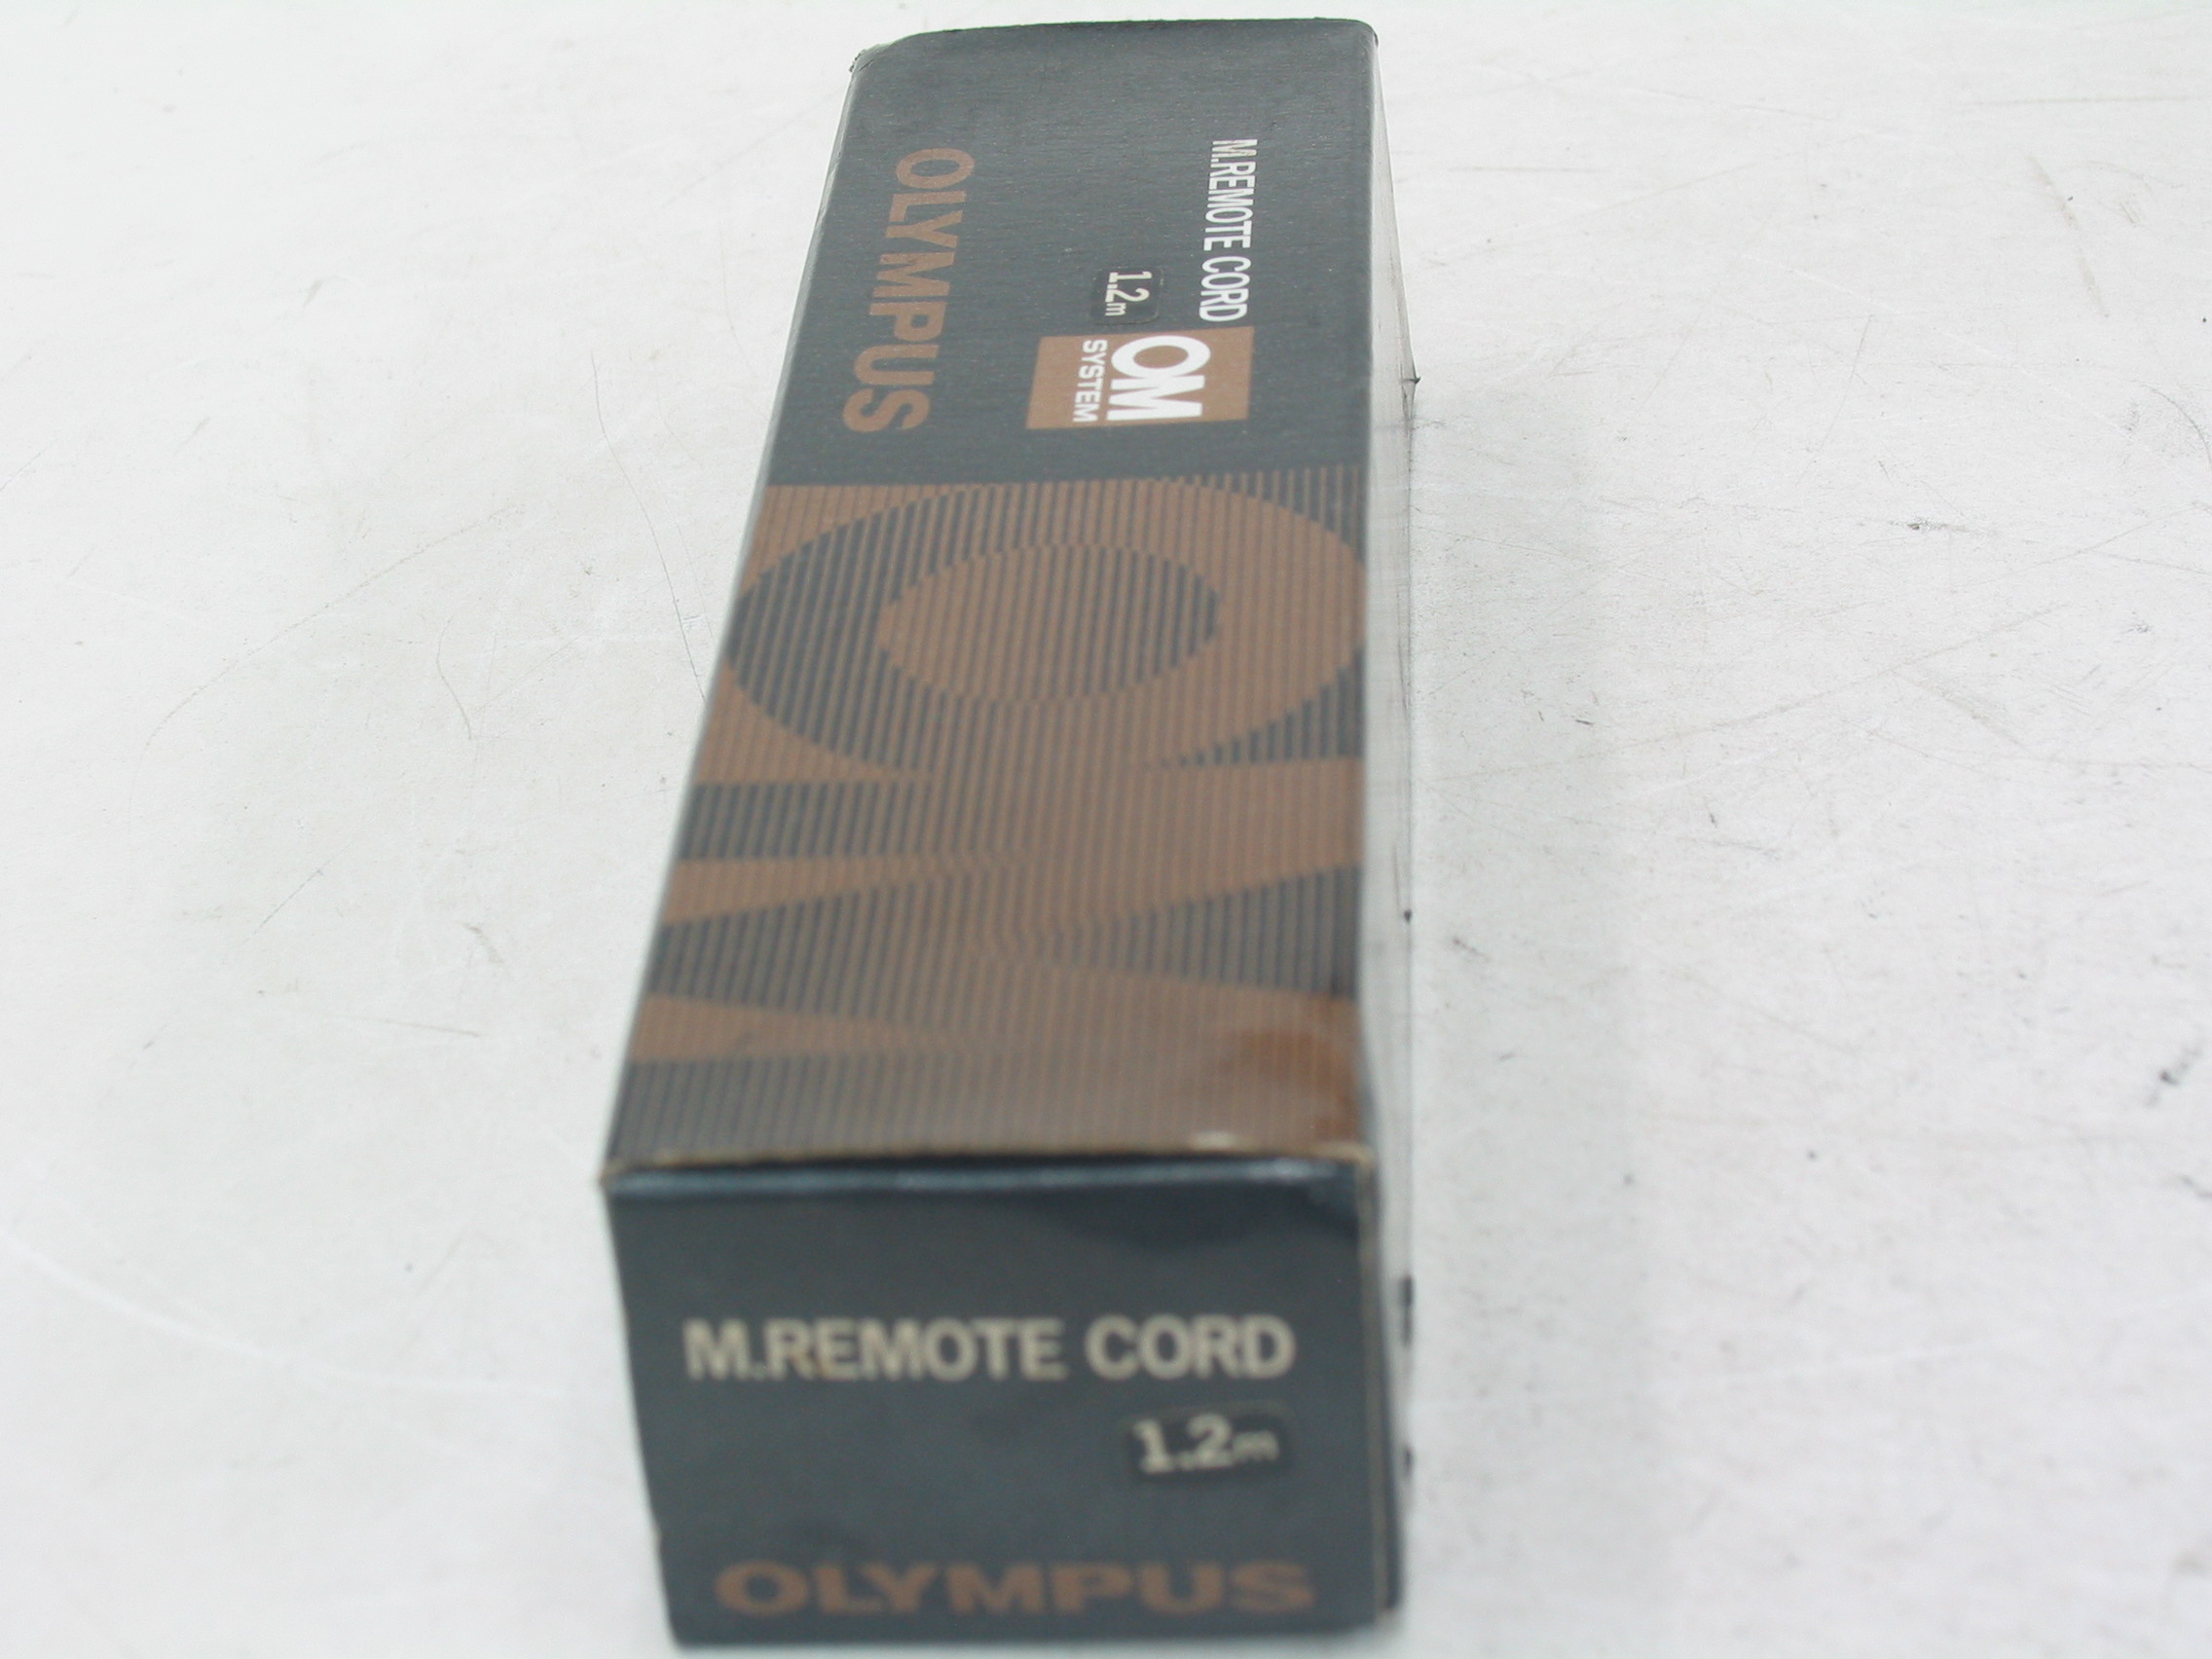 M.REMOTE CORD
1.2m
OM
SYSTEM
OLYMPUS
M.REMOTE CORD
1.2m
OLYMPUS